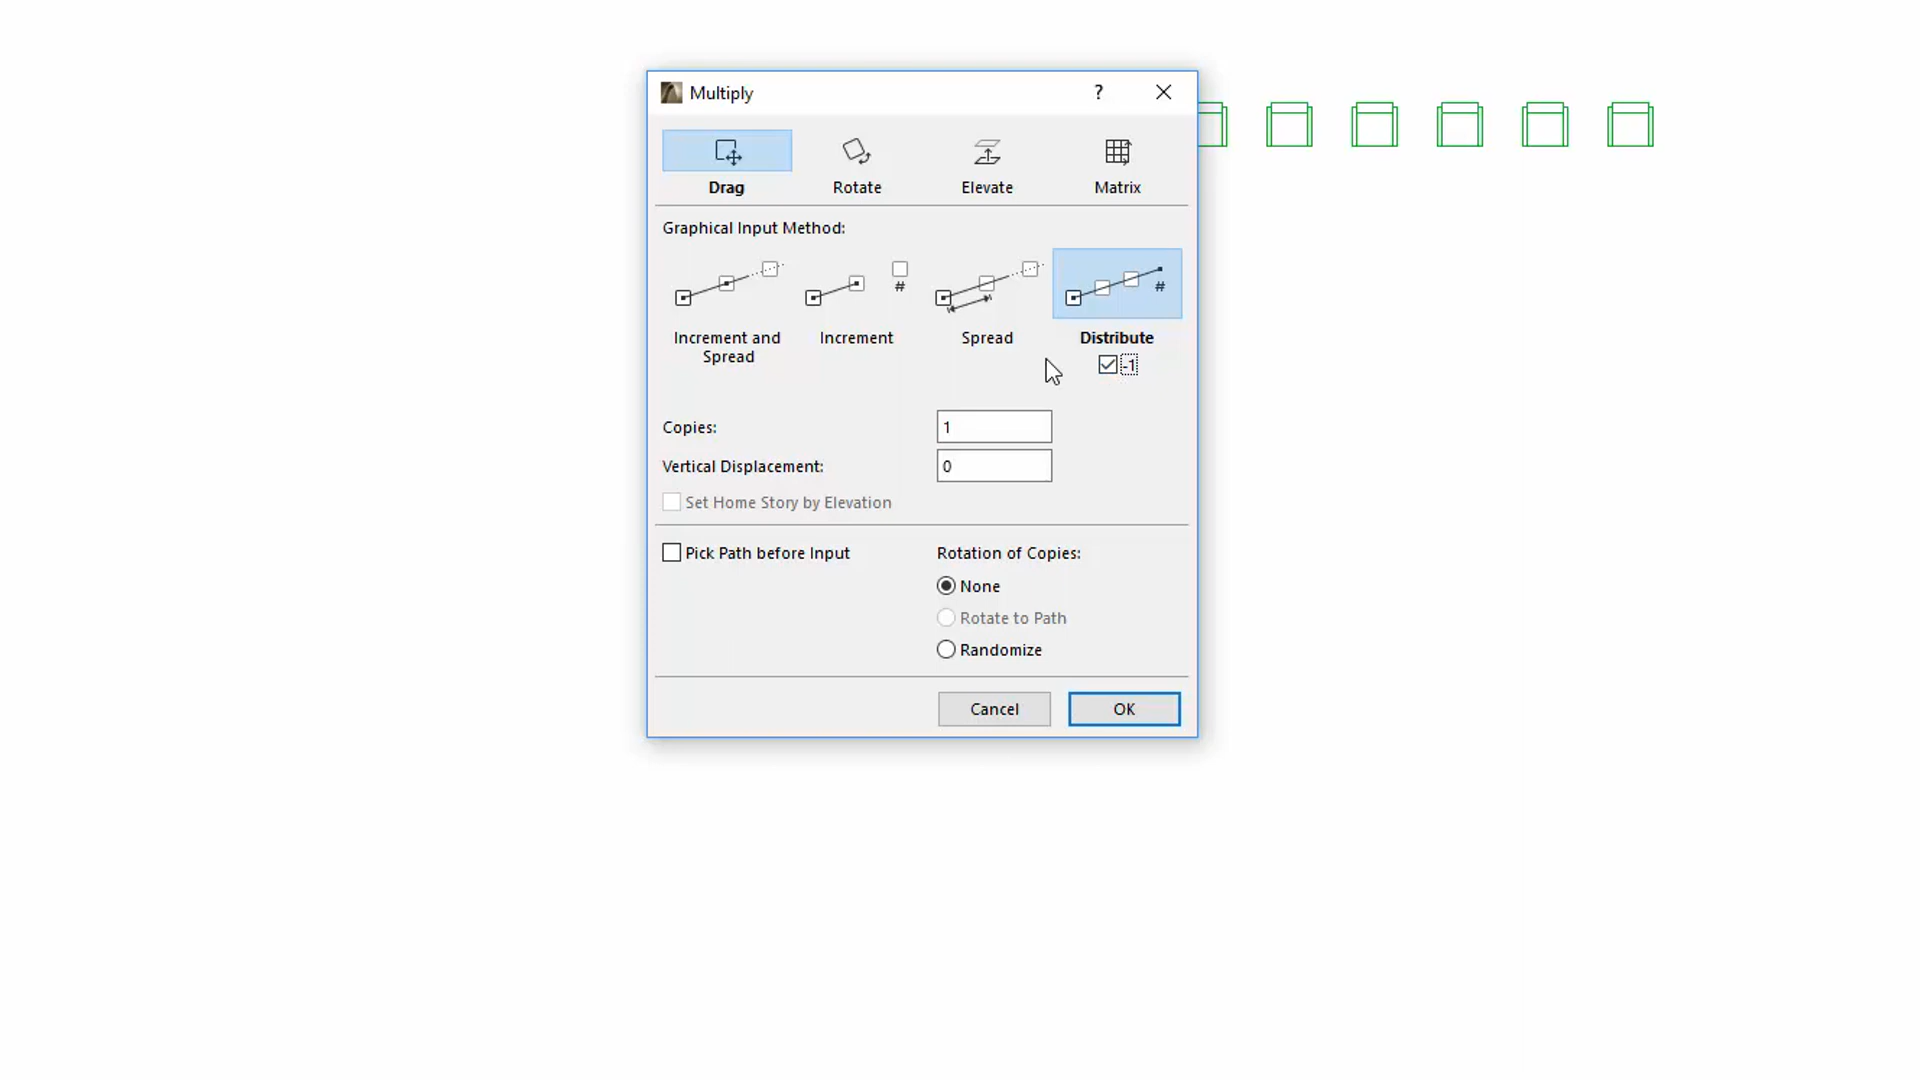 Multiply
?
Drag
Rotate
Elevate
Matrix
Graphical Input Method:
#
#
Increment and
Spread
Increment
Spread
Distribute
-1
Copies:
1
Vertical Displacement:
0
Set Home Story by Elevation
Pick Path before Input
Rotation of Copies:
None
Rotate to Path
Randomize
Cancel
OK